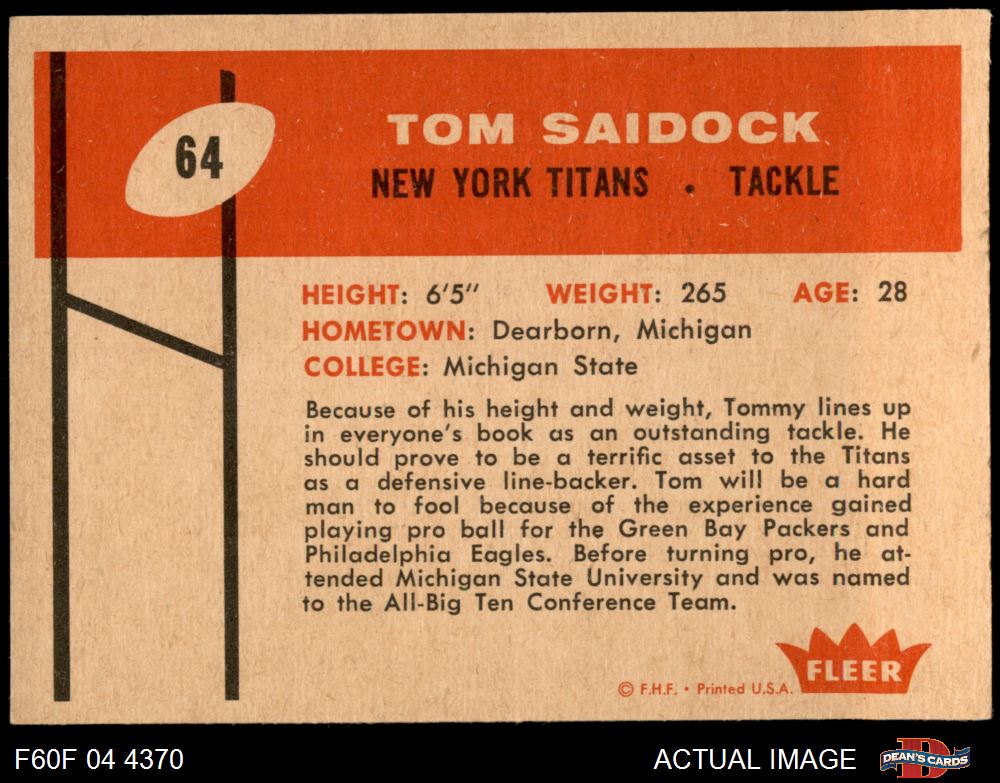 64
TOM SAIDOCK
NEW YORK TITANS . TACKLE
HEIGHT: 6'5" WEIGHT: 265 AGE: 28
HOMETOWN: Dearborn, Michigan
COLLEGE: Michigan State
Because of his height and weight, Tommy lines up
in everyone's book as an outstanding tackle. He
should prove to be a terrific asset to the Titans
as a defensive line-backer. Tom will be a hard
man to fool because of the experience gained
playing pro ball for the Green Bay Packers and
Philadelphia Eagles. Before turning pro, he at-
tended Michigan State University and was named
to the All-Big Ten Conference Team.
FLEER
© F.H.F. • Printed U.S.A.
F60F 04 4370
ACTUAL IMAGE
D
DEAN'S CARDS